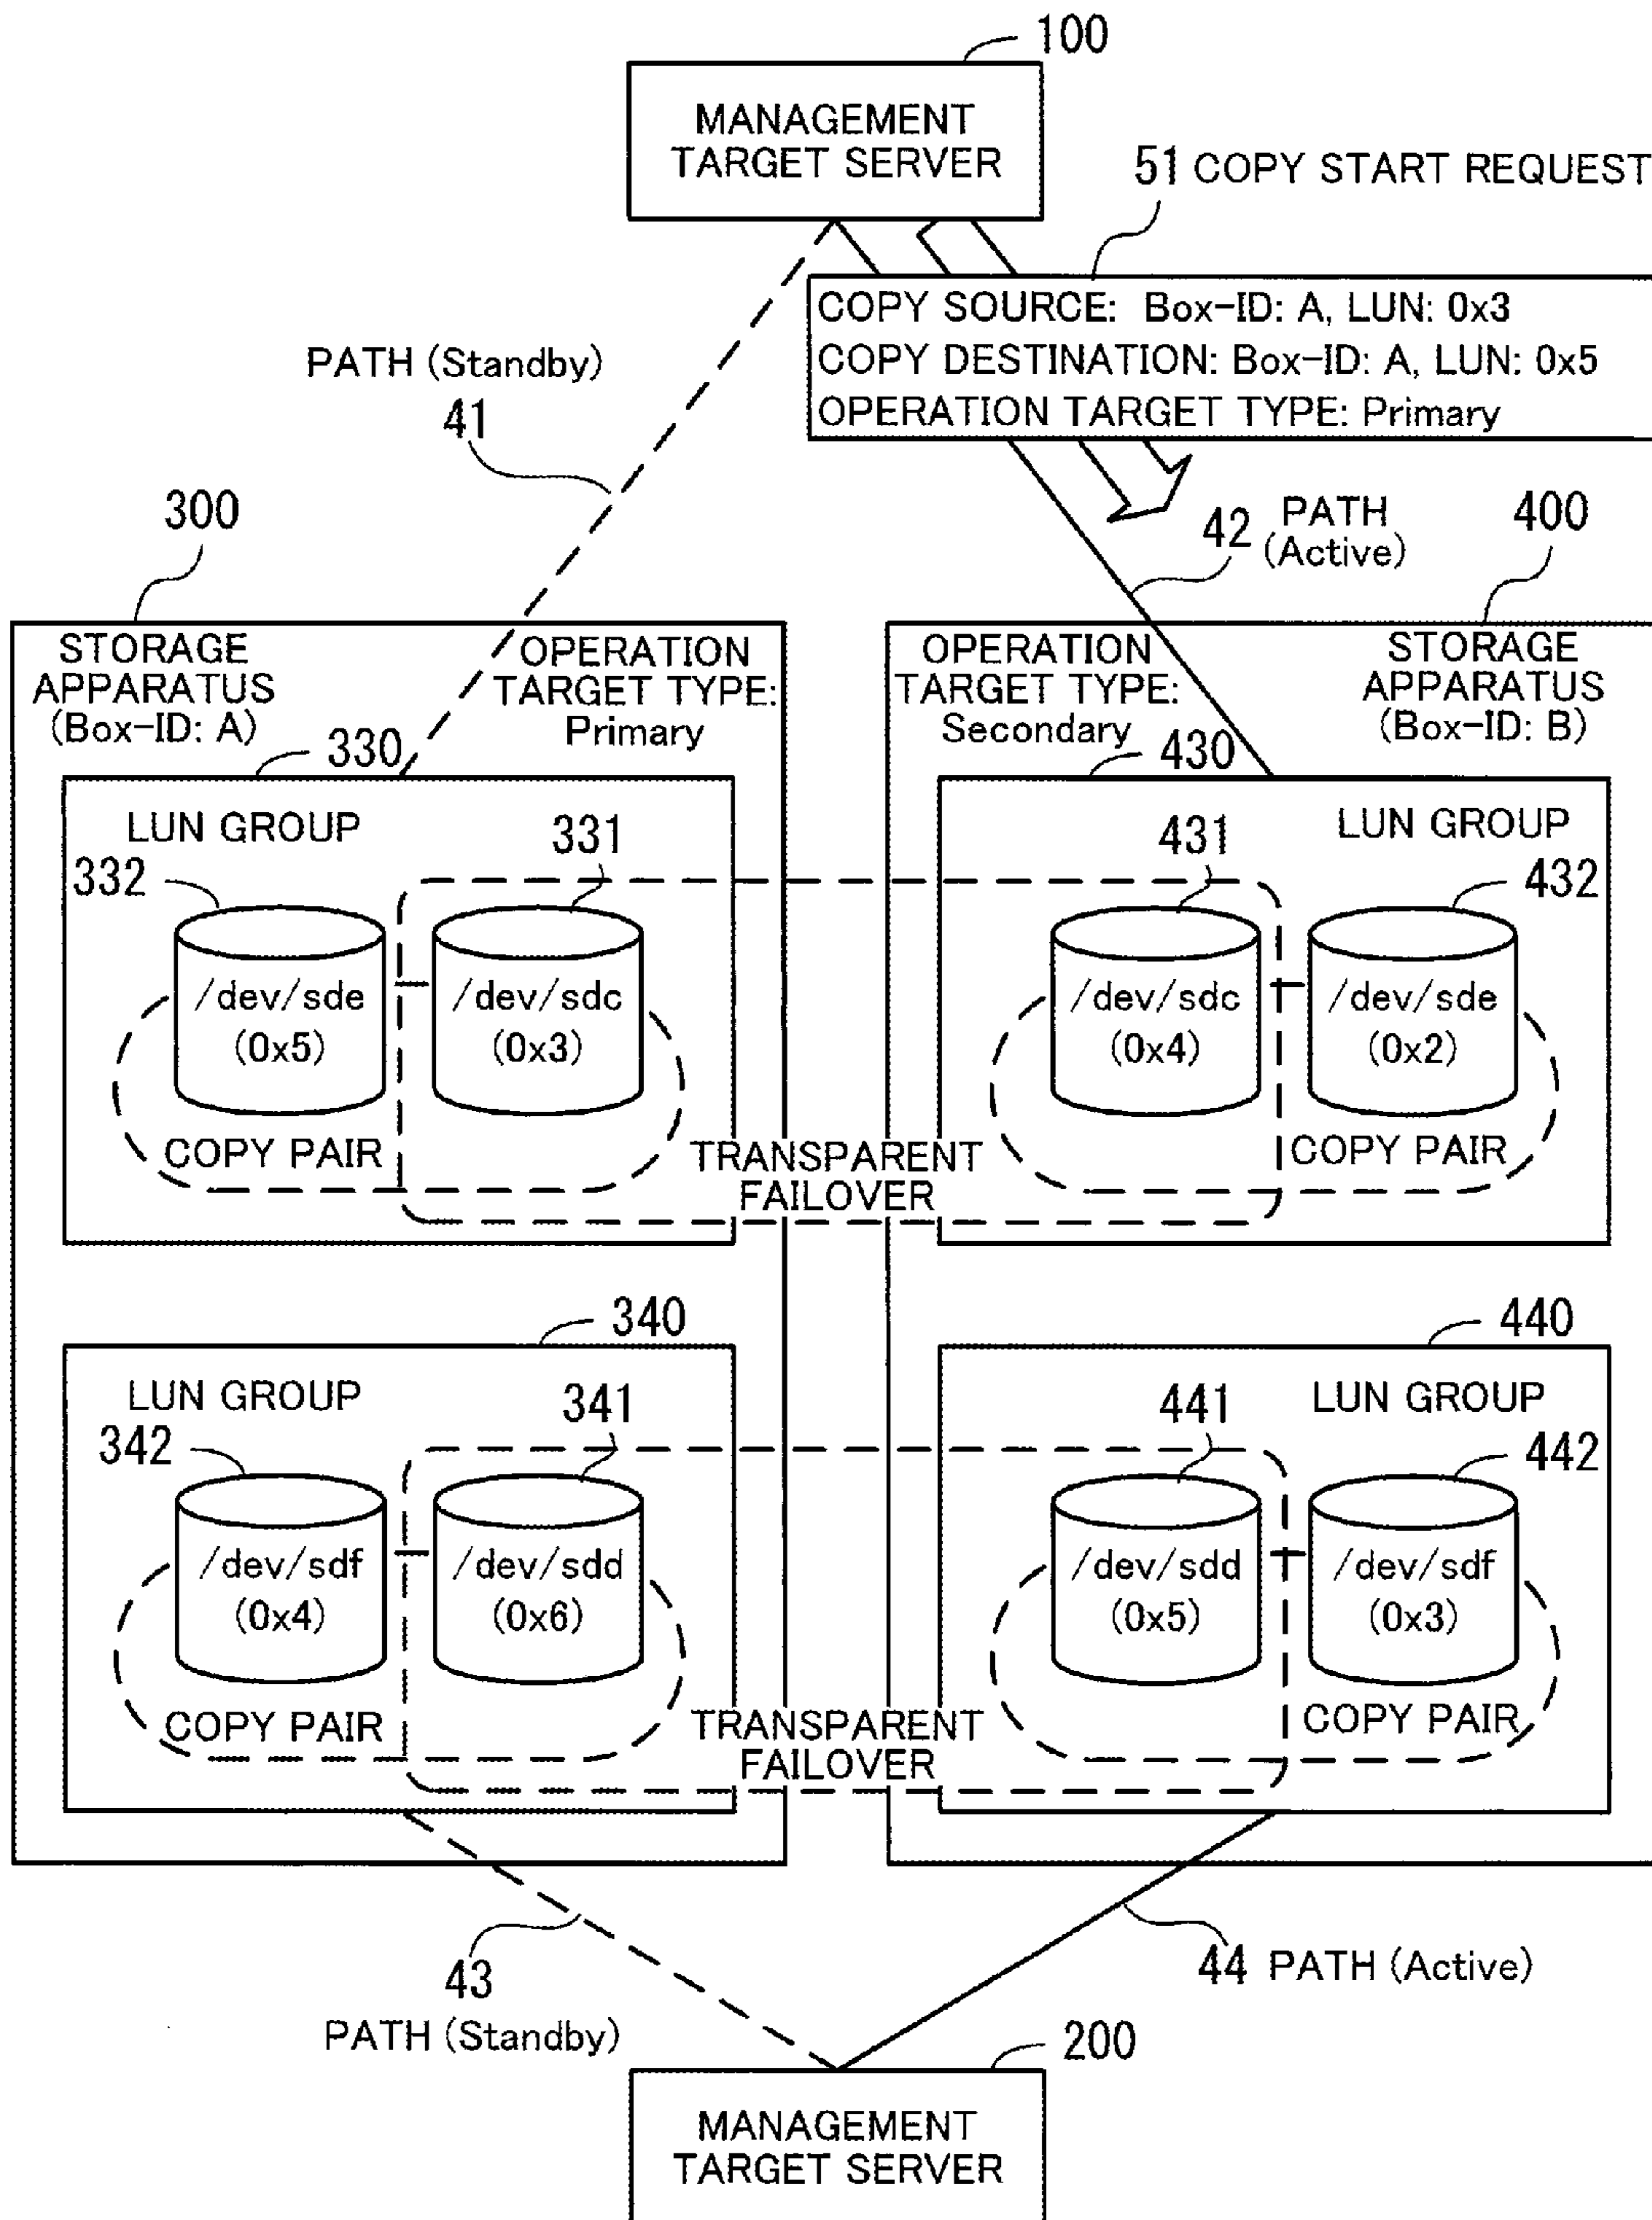 100
MANAGEMENT
TARGET SERVER
51 COPY START REQUEST
COPY SOURCE: Box-ID: A, LUN: 0x3
COPY DESTINATION: Box-ID: A, LUN: 0x5
OPERATION TARGET TYPE: Primary
PATH (Standby)
41
300
42 PATH
(Active)
400
STORAGE
APPARATUS
(Box-ID: A)
OPERATION
TARGET TYPE:
Primary
OPERATION
TARGET TYPE:
Secondary
STORAGE
APPARATUS
(Box-ID: B)
330
430
LUN GROUP
331
431
LUN GROUP
332
432
/dev/sde
(0x5)
/dev/sdc
(0x3)
/dev/sdc
(0x4)
/dev/sde
(0x2)
COPY PAIR
TRANSPARENT
FAILOVER
COPY PAIR
340
440
LUN GROUP
341
441
LUN GROUP
342
442
/dev/sdf
(0x4)
/dev/sdd
(0x6)
/dev/sdd
(0x5)
/dev/sdf
(0x3)
COPY PAIR
TRANSPARENT
FAILOVER
COPY PAIR
43
PATH (Standby)
44 PATH (Active)
200
MANAGEMENT
TARGET SERVER